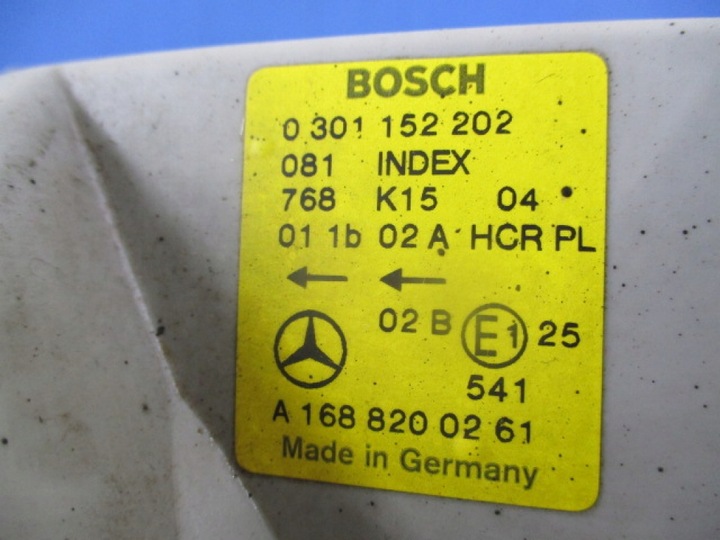 BOSCH
0 301 152 202
081 INDEX
768 K15 04
01 1b 02 A HCR PL
02 B E1 25
541
A 168 820 02 61
Made in Germany